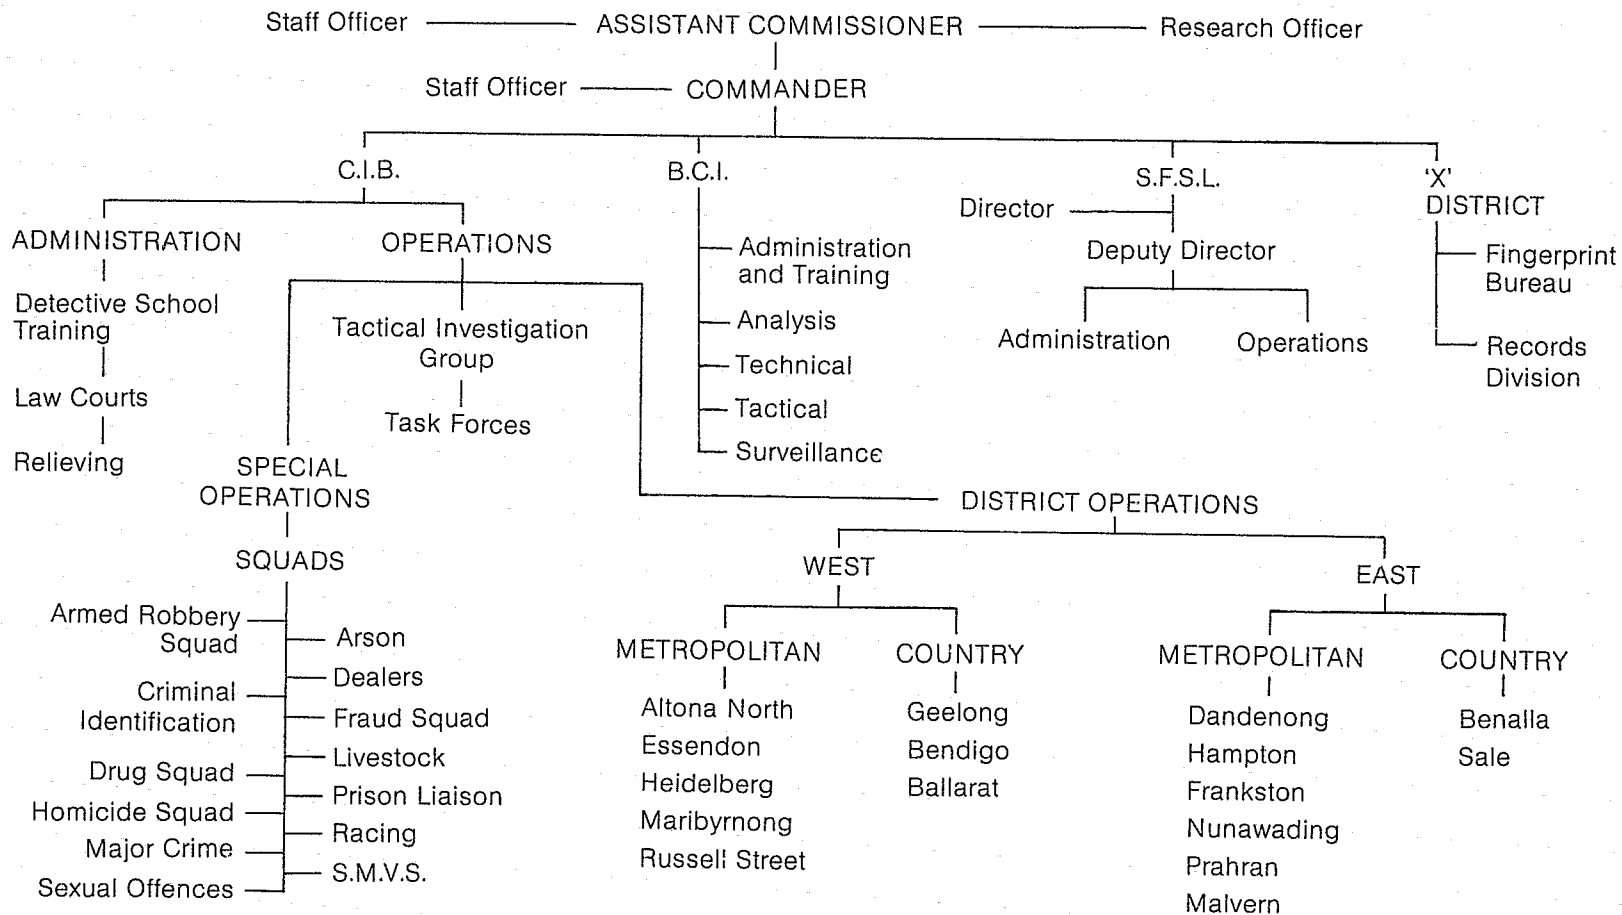 Staff Officer
ASSISTANT COMMISSIONER
Research Officer
Staff Officer
COMMANDER
C.I.B.
B.C.I.
S.F.S.L.
'X'
DISTRICT
ADMINISTRATION
Detective School
Training
Law Courts
Relieving
OPERATIONS
Tactical Investigation
Group
Task Forces
SPECIAL
OPERATIONS
SQUADS
Armed Robbery
Squad
Criminal
Identification
Drug Squad
Homicide Squad
Major Crime
Sexual Offences
Arson
Dealers
Fraud Squad
Livestock
Prison Liaison
Racing
S.M.V.S.
Administration
and Training
Analysis
Technical
Tactical
Surveillance
Director
Deputy Director
Administration
Operations
Fingerprint
Bureau
Records
Division
DISTRICT OPERATIONS
WEST
METROPOLITAN
Altona North
Essendon
Heidelberg
Maribyrnong
Russell Street
COUNTRY
Geelong
Bendigo
Ballarat
EAST
METROPOLITAN
Dandenong
Hampton
Frankston
Nunawading
Prahran
Malvern
COUNTRY
Benalla
Sale